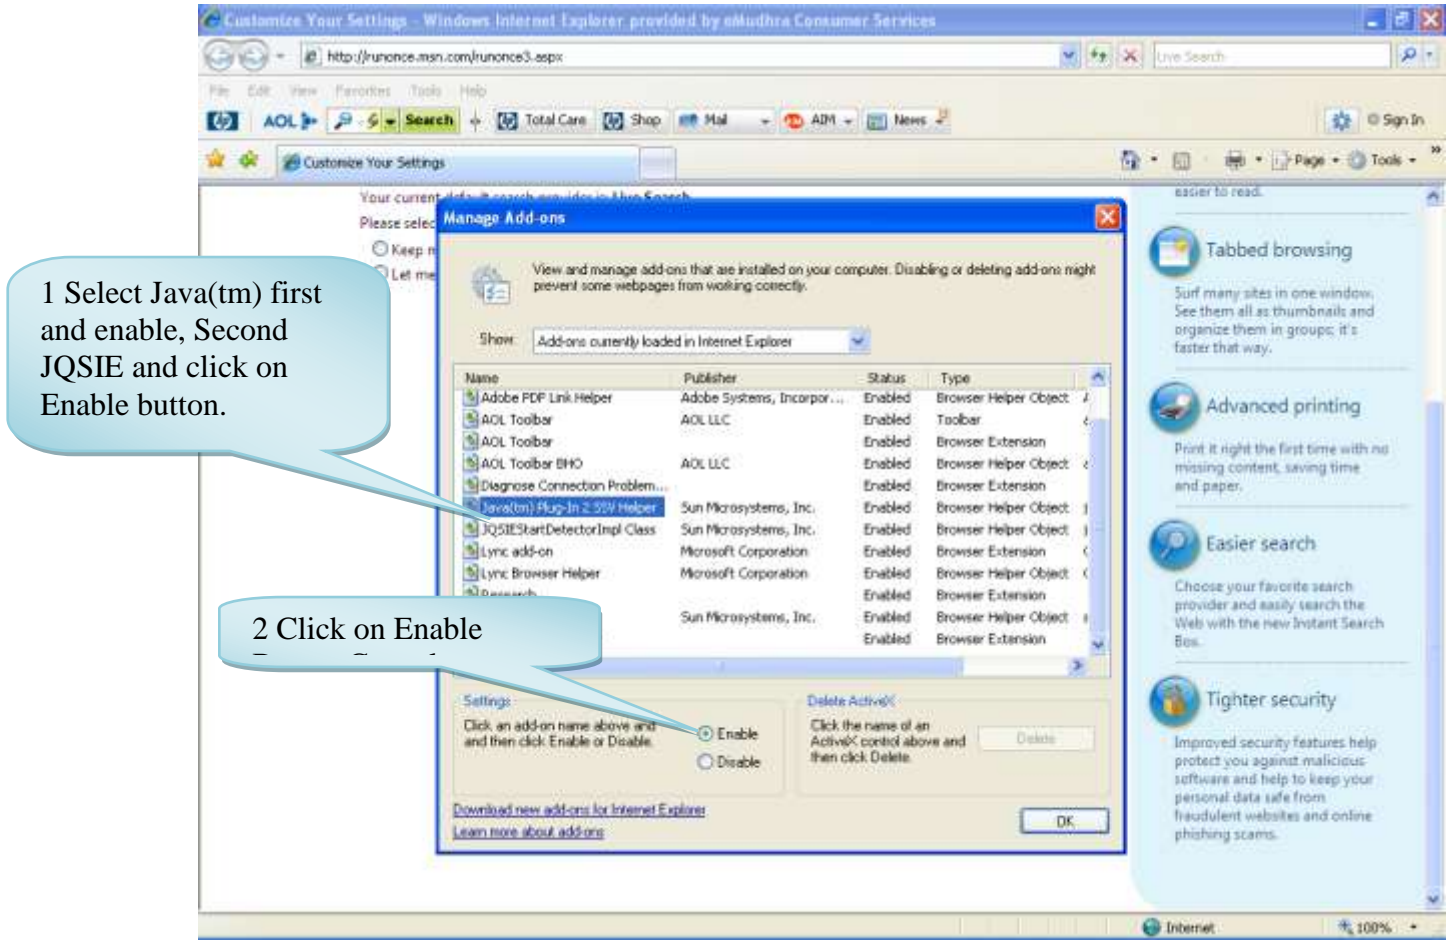 Customize Your Settings - Windows Internet Explorer provided by eMudhra Consumer Services
http://runonce.msn.com/runonce3.aspx
Live Search
File Edit View Favorites Tools Help
AOL Search Total Care Shop Mail AIM News Sign In
Customize Your Settings
Page Tools
Your current default search provider is Live Search
Please selec
Keep m
Let me
Manage Add-ons
View and manage add-ons that are installed on your computer. Disabling or deleting add-ons might
prevent some webpages from working correctly.
Show: Add-ons currently loaded in Internet Explorer
Name Publisher Status Type
Adobe PDF Link Helper Adobe Systems, Incorpor... Enabled Browser Helper Object
AOL Toolbar AOL LLC Enabled Toolbar
AOL Toolbar Enabled Browser Extension
AOL Toolbar BHO AOL LLC Enabled Browser Helper Object
Diagnose Connection Problem... Enabled Browser Extension
Java(tm) Plug-In 2 SSV Helper Sun Microsystems, Inc. Enabled Browser Helper Object
JQSIEStartDetectorImpl Class Sun Microsystems, Inc. Enabled Browser Helper Object
Lync add-on Microsoft Corporation Enabled Browser Extension
Lync Browser Helper Microsoft Corporation Enabled Browser Helper Object
Research Enabled Browser Extension
Sun Microsystems, Inc. Enabled Browser Helper Object
Enabled Browser Extension
1 Select Java(tm) first
and enable, Second
JQSIE and click on
Enable button.
2 Click on Enable
Settings
Click an add-on name above and
and then click Enable or Disable.
Enable
Disable
Delete ActiveX
Click the name of an
ActiveX control above and
then click Delete.
Delete
Download new add-ons for Internet Explorer
Learn more about add-ons
OK
easier to read.
Tabbed browsing
Surf many sites in one window.
See them all as thumbnails and
organize them in groups; it's
faster that way.
Advanced printing
Print it right the first time with no
missing content, saving time
and paper.
Easier search
Choose your favorite search
provider and easily search the
Web with the new Instant Search
Box.
Tighter security
Improved security features help
protect you against malicious
software and help to keep your
personal data safe from
fraudulent websites and online
phishing scams.
Internet 100%